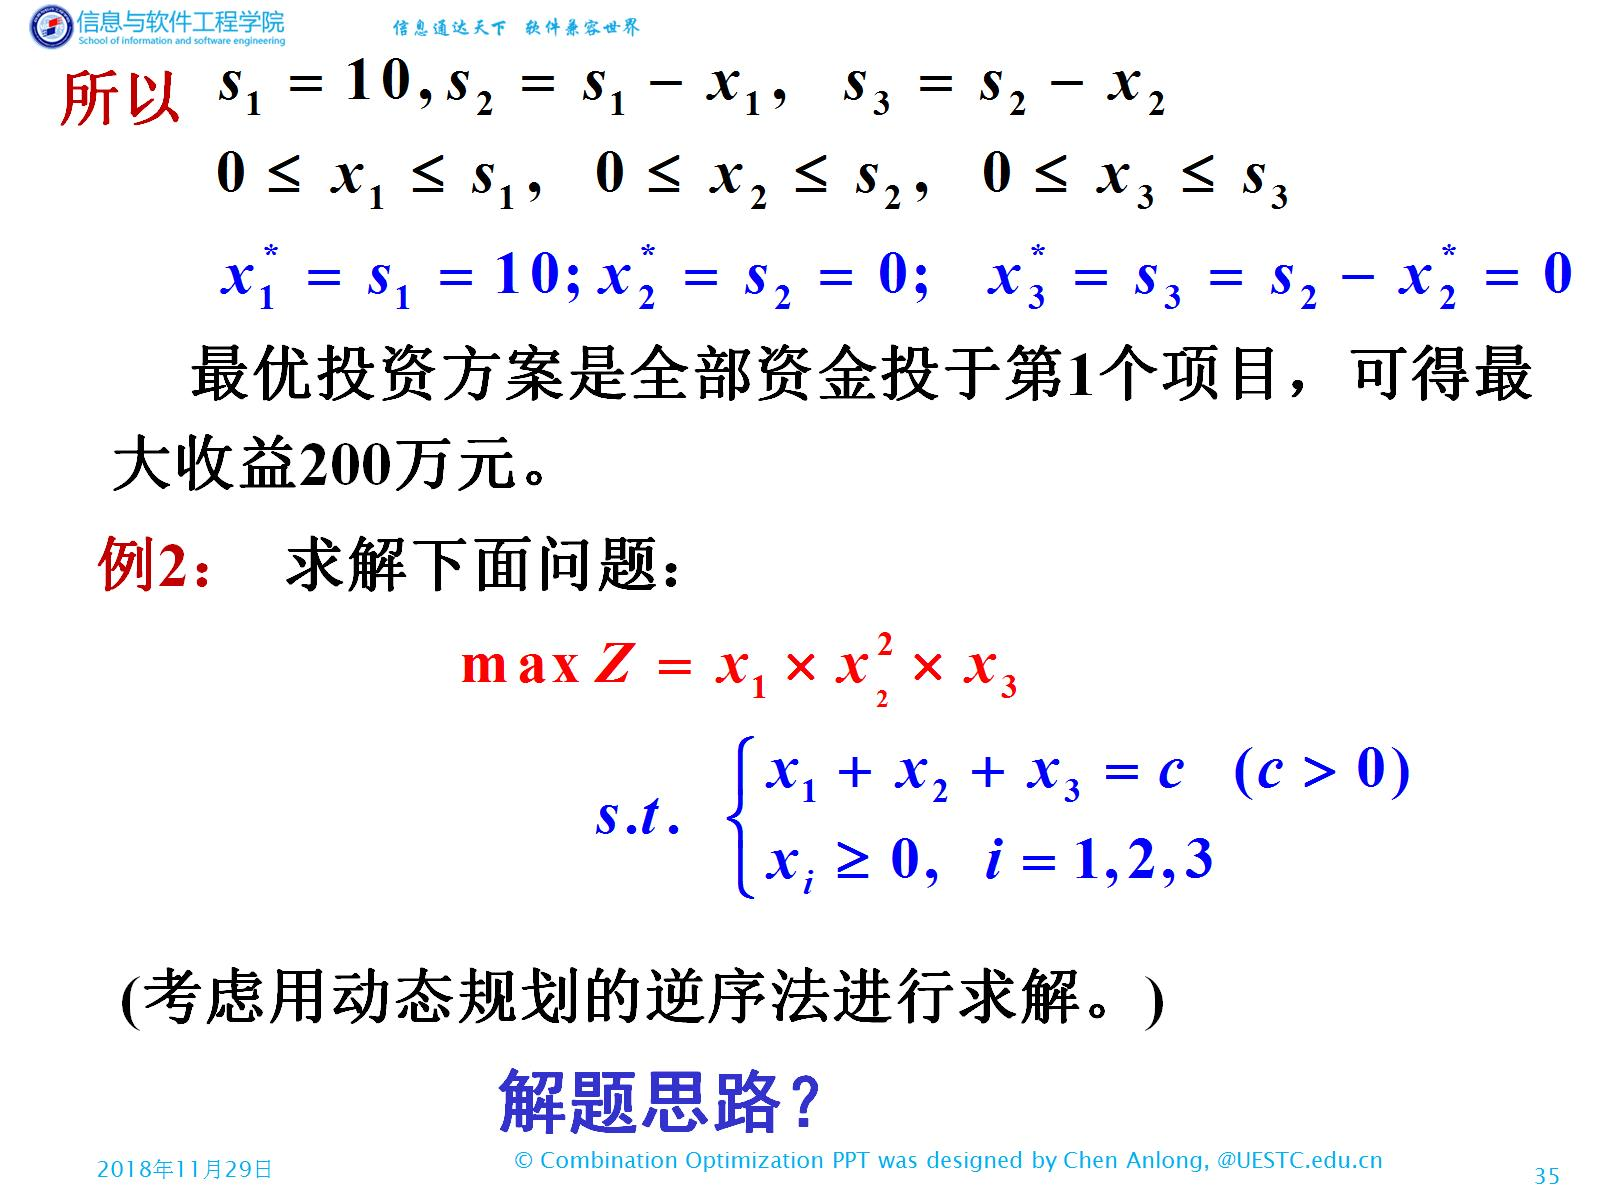 信息与软件工程学院
School of information and software engineering
信息通达天下 软件兼容世界
所以 s₁ = 10, s₂ = s₁ − x₁, s₃ = s₂ − x₂
0 ≤ x₁ ≤ s₁, 0 ≤ x₂ ≤ s₂, 0 ≤ x₃ ≤ s₃
x₁* = s₁ = 10; x₂* = s₂ = 0; x₃* = s₃ = s₂ − x₂* = 0
最优投资方案是全部资金投于第1个项目，可得最
大收益200万元。
例2： 求解下面问题：
max Z = x₁ × x₂² × x₃
x₁ + x₂ + x₃ = c (c > 0)
s.t.
xᵢ ≥ 0, i = 1,2,3
(考虑用动态规划的逆序法进行求解。)
解题思路？
2018年11月29日
© Combination Optimization PPT was designed by Chen Anlong, @UESTC.edu.cn
35